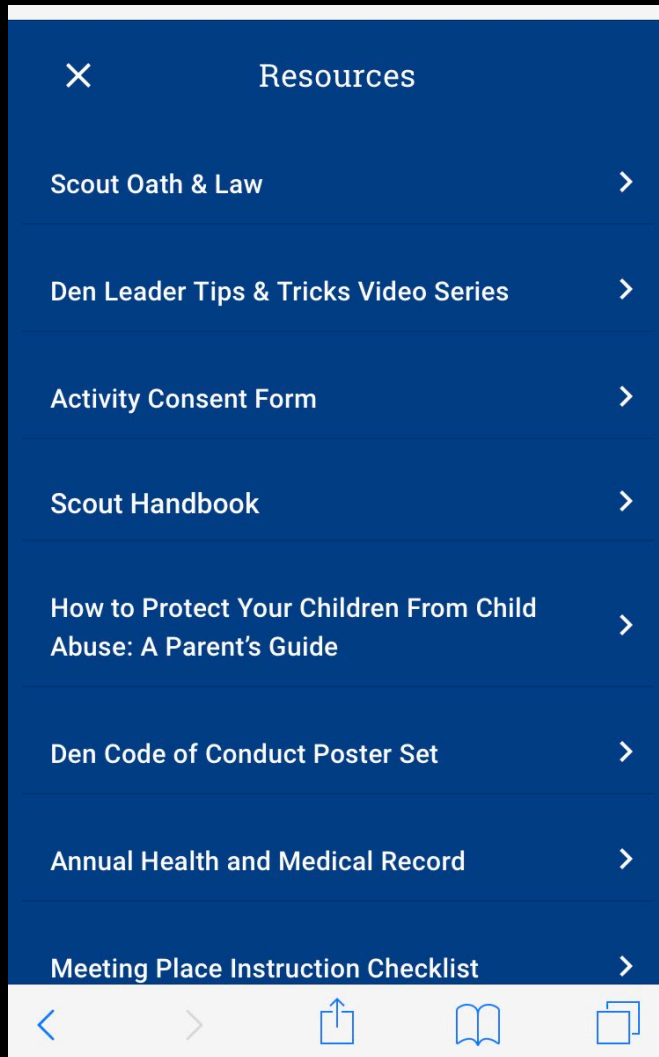 Resources
Scout Oath & Law
Den Leader Tips & Tricks Video Series
Activity Consent Form
Scout Handbook
How to Protect Your Children From Child
Abuse: A Parent’s Guide
Den Code of Conduct Poster Set
Annual Health and Medical Record
Meeting Place Instruction Checklist